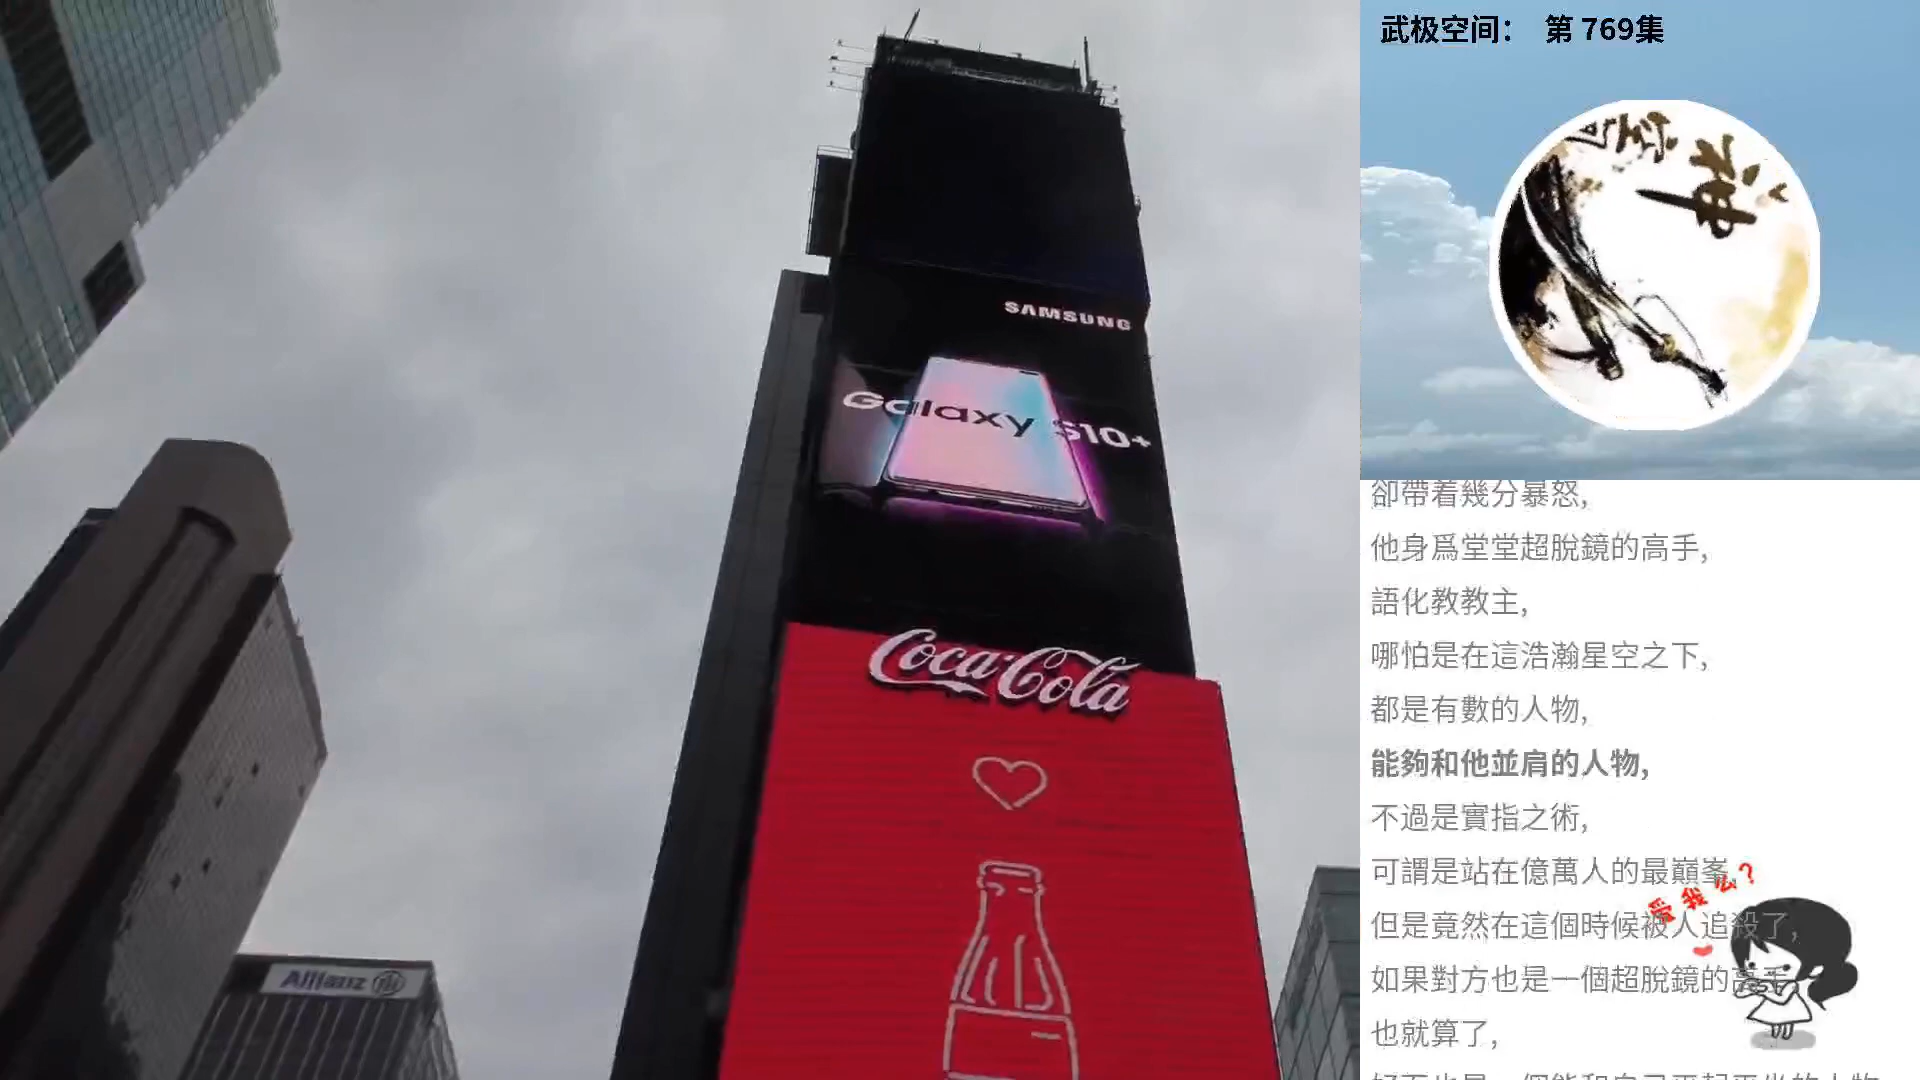 武极空间： 第 769集
SAMSUNG
Galaxy S10+
Coca-Cola
Allianz
卻帶着幾分暴怒,
他身爲堂堂超脫鏡的高手,
語化教教主,
哪怕是在這浩瀚星空之下,
都是有數的人物,
能夠和他並肩的人物,
不過是實指之術,
可謂是站在億萬人的最巔峯,
愛我么?
但是竟然在這個時候被人追殺了,
如果對方也是一個超脫鏡的高手
也就算了,